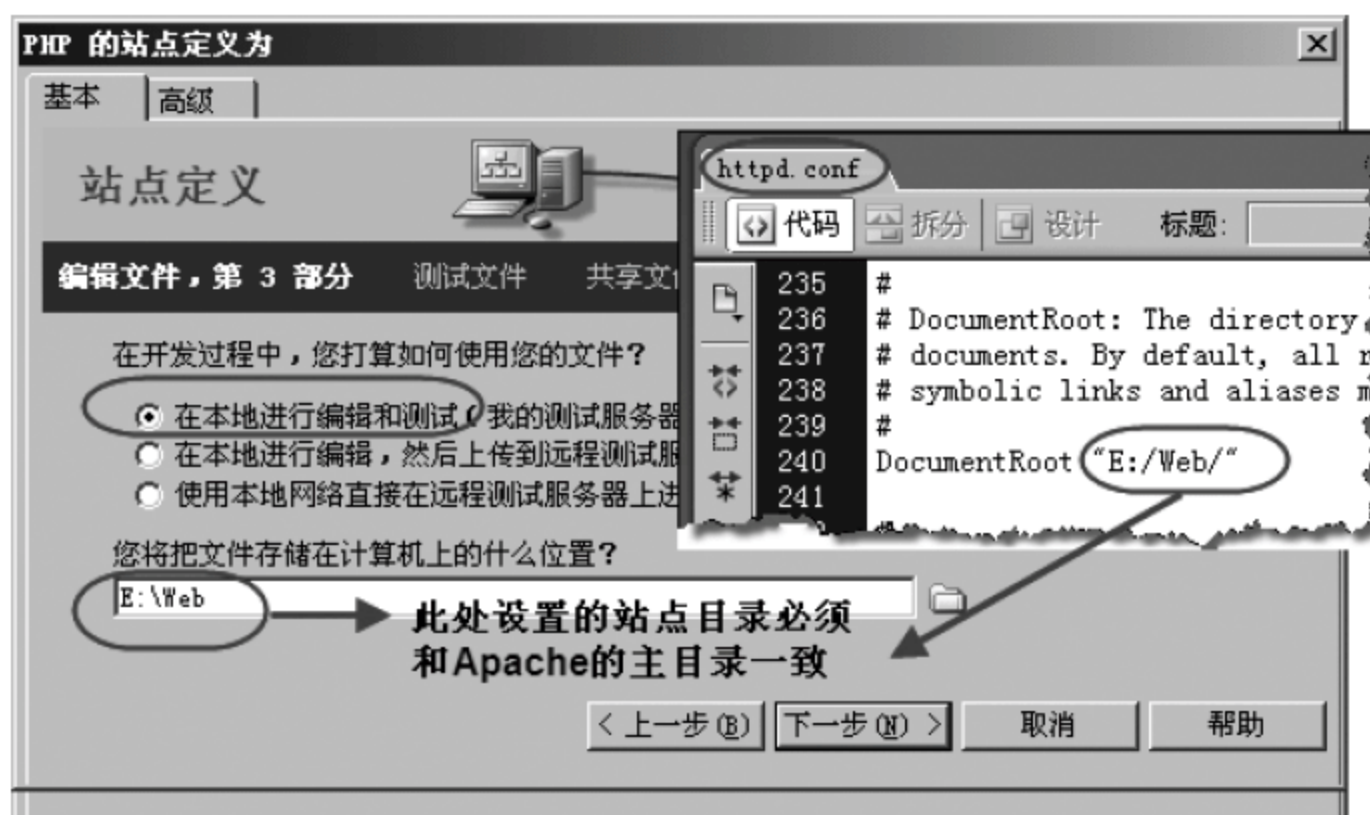 PHP 的站点定义为
基本
高级
站点定义
编辑文件，第 3 部分
测试文件
共享文
在开发过程中，您打算如何使用您的文件？
在本地进行编辑和测试（我的测试服务器
在本地进行编辑，然后上传到远程测试服
使用本地网络直接在远程测试服务器上进
您将把文件存储在计算机上的什么位置？
E:\Web
此处设置的站点目录必须
和Apache的主目录一致
<上一步(B)
下一步(N) >
取消
帮助
httpd.conf
代码
拆分
设计
标题:
235 #
236 # DocumentRoot: The directory
237 # documents. By default, all
238 # symbolic links and aliases
239 #
240 DocumentRoot "E:/Web/"
241